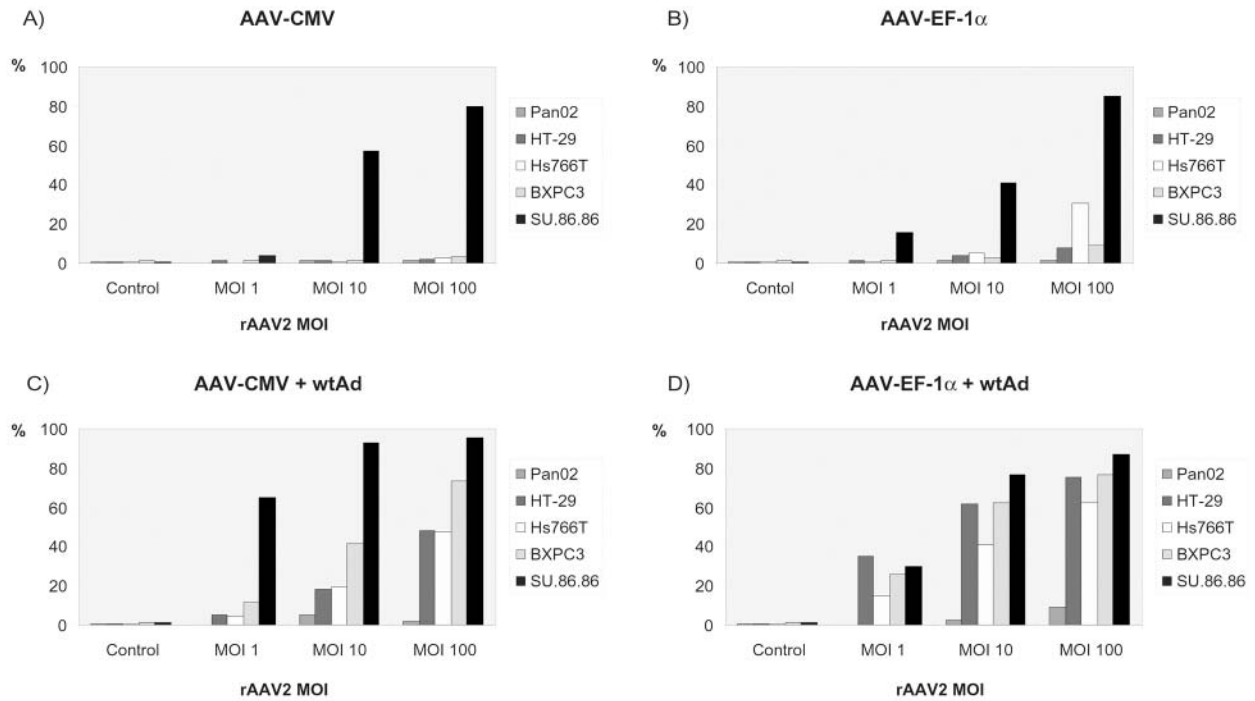 A) AAV-CMV
%
100
80
60
40
20
0
Control MOI 1 MOI 10 MOI 100
rAAV2 MOI
Pan02
HT-29
Hs766T
BXPC3
SU.86.86
B) AAV-EF-1α
%
100
80
60
40
20
0
Contol MOI 1 MOI 10 MOI 100
rAAV2 MOI
Pan02
HT-29
Hs766T
BXPC3
SU.86.86
C) AAV-CMV + wtAd
%
100
80
60
40
20
0
Control MOI 1 MOI 10 MOI 100
rAAV2 MOI
Pan02
HT-29
Hs766T
BXPC3
SU.86.86
D) AAV-EF-1α + wtAd
%
100
80
60
40
20
0
Control MOI 1 MOI 10 MOI 100
rAAV2 MOI
Pan02
HT-29
Hs766T
BXPC3
SU.86.86